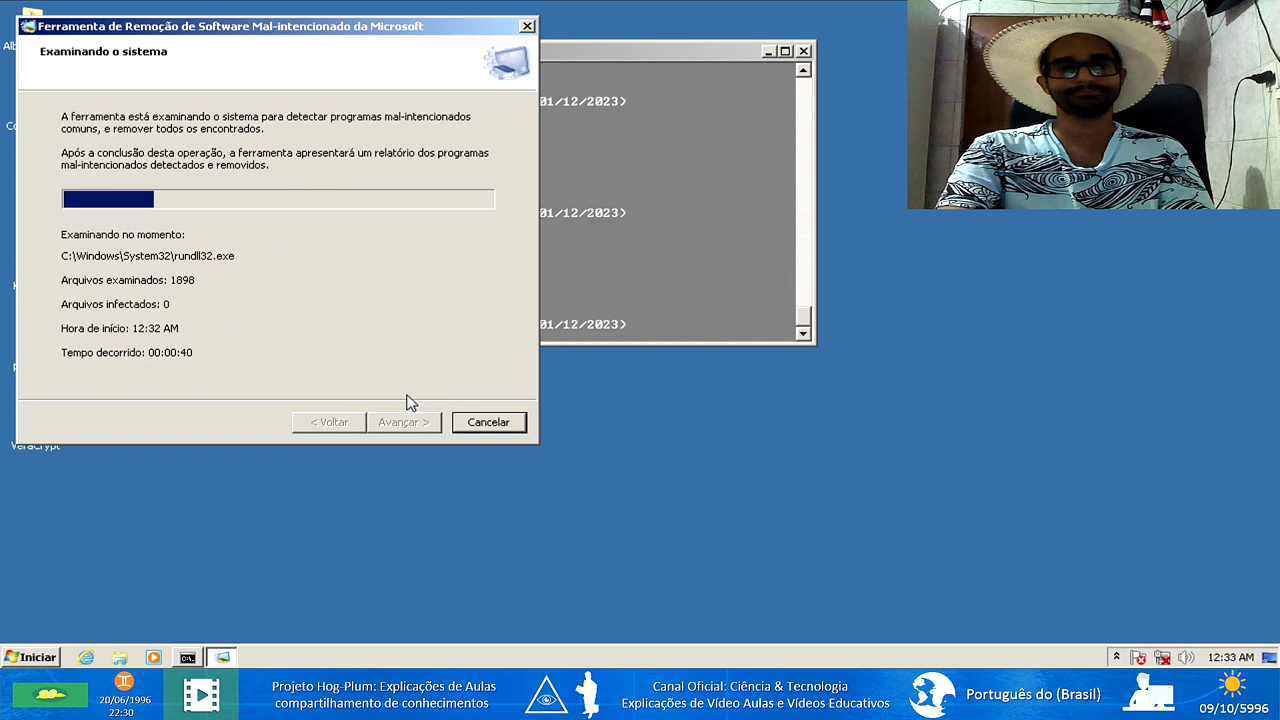 Ferramenta de Remoção de Software Mal-intencionado da Microsoft
Examinando o sistema
A ferramenta está examinando o sistema para detectar programas mal-intencionados
comuns, e remover todos os encontrados.
Após a conclusão desta operação, a ferramenta apresentará um relatório dos programas
mal-intencionados detectados e removidos.
Examinando no momento:
C:\Windows\System32\rundll32.exe
Arquivos examinados: 1898
Arquivos infectados: 0
Hora de início: 12:32 AM
Tempo decorrido: 00:00:40
< Voltar
Avançar >
Cancelar
01/12/2023>
01/12/2023>
01/12/2023>
VeraCrypt
Iniciar
12:33 AM
20/06/1996
22:30
Projeto Hog-Plum: Explicações de Aulas
compartilhamento de conhecimentos
Canal Oficial: Ciência & Tecnologia
Explicações de Vídeo Aulas e Vídeos Educativos
Português do (Brasil)
09/10/5996